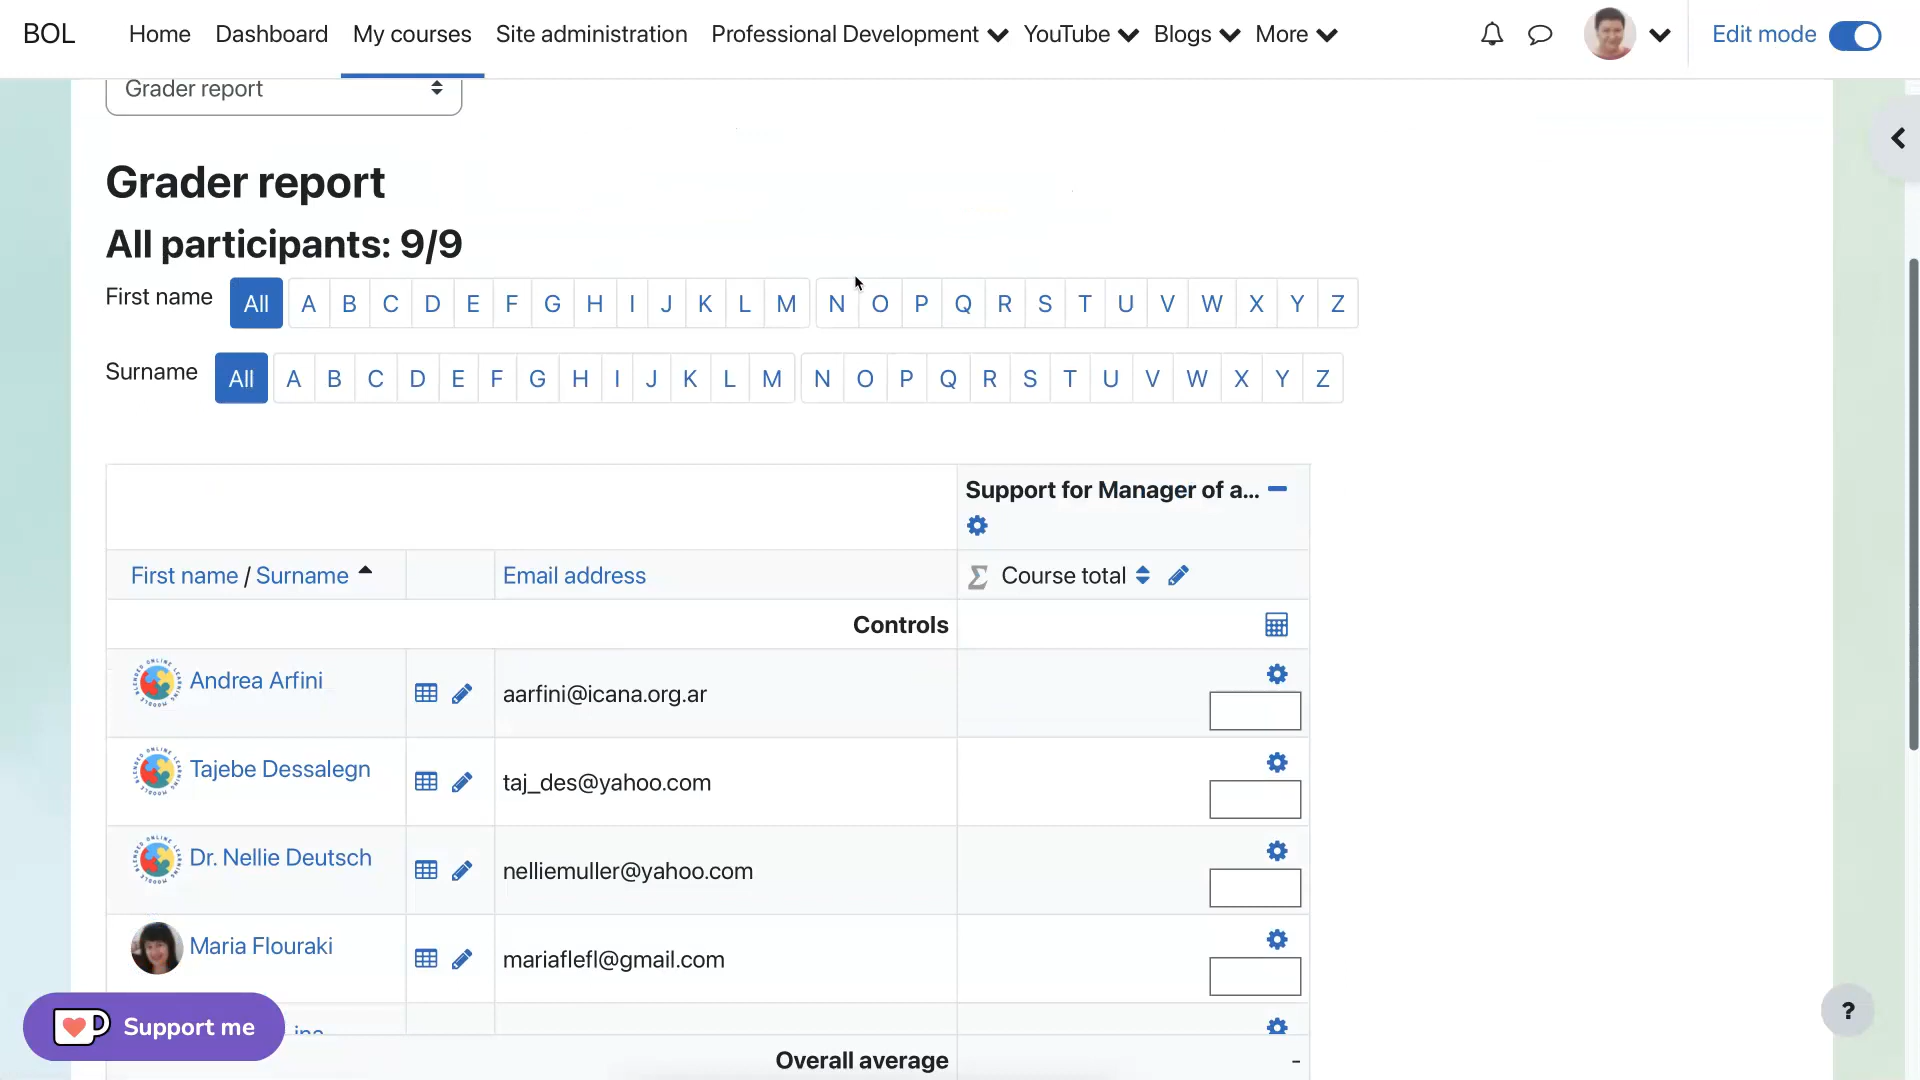 BOL Home Dashboard My courses Site administration Professional Development YouTube Blogs More Edit mode
Grader report
Grader report
All participants: 9/9
First name All A B C D E F G H I J K L M N O P Q R S T U V W X Y Z
Surname All A B C D E F G H I J K L M N O P Q R S T U V W X Y Z
Support for Manager of a...
First name / Surname Email address Σ Course total
Controls
Andrea Arfini aarfini@icana.org.ar
Tajebe Dessalegn taj_des@yahoo.com
Dr. Nellie Deutsch nelliemuller@yahoo.com
Maria Flouraki mariaflefl@gmail.com
Support me
?
Overall average -